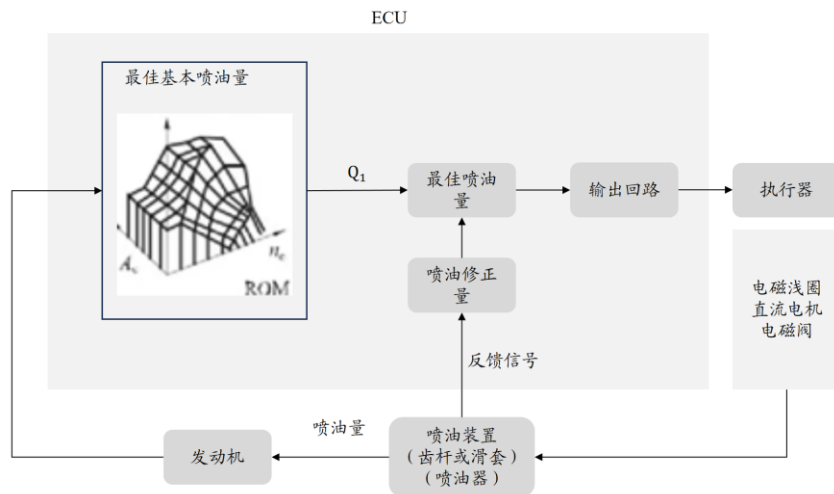 ECU
最佳基本喷油量
Aₙ
nₑ
ROM
Q₁
最佳喷油
量
输出回路
执行器
喷油修正
量
电磁浅圈
直流电机
电磁阀
反馈信号
喷油量
发动机
喷油装置
(齿杆或滑套)
(喷油器)